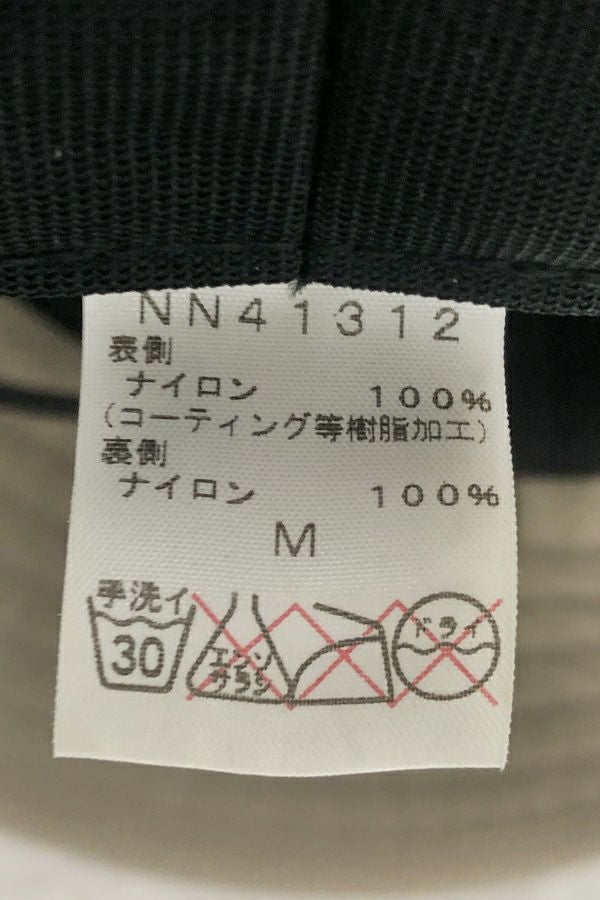 NN41312
表側
ナイロン 100%
(コーティング等樹脂加工)
裏側
ナイロン 100%
M
手洗イ
30
エンソ
サラシ
ドライ